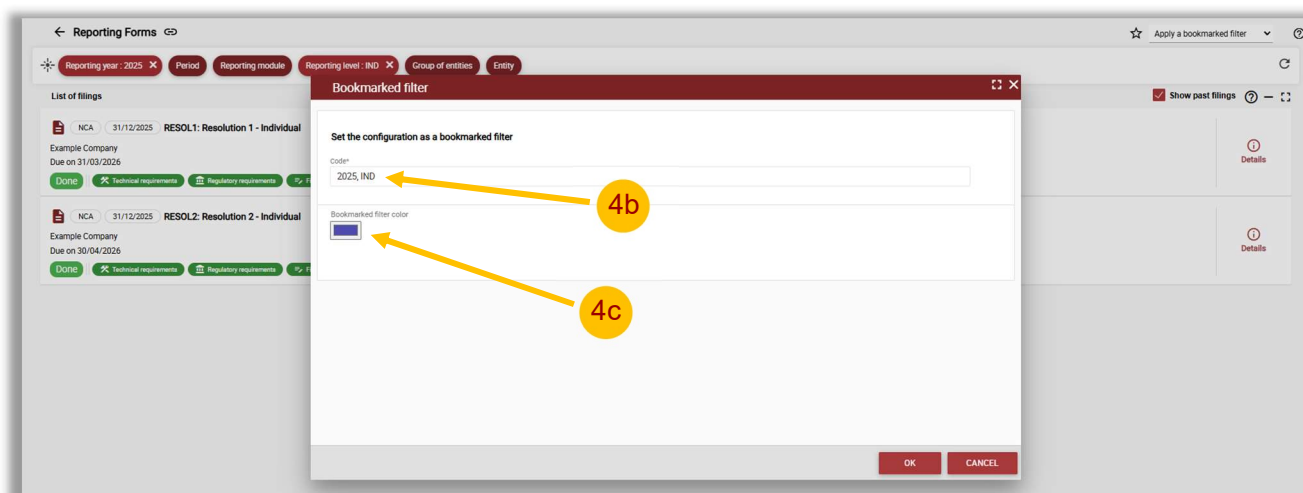 Reporting Forms
Apply a bookmarked filter
Reporting year : 2025 Period Reporting module Reporting level : IND Group of entities Entity
Bookmarked filter
List of filings
Show past filings
Set the configuration as a bookmarked filter
Code*
2025, IND
4b
NCA 31/12/2025 RESOL1: Resolution 1 - Individual
Example Company
Due on 31/03/2026
Done Technical requirements Regulatory requirements
Details
Bookmarked filter color
4c
NCA 31/12/2025 RESOL2: Resolution 2 - Individual
Example Company
Due on 30/04/2026
Done Technical requirements Regulatory requirements
Details
OK CANCEL